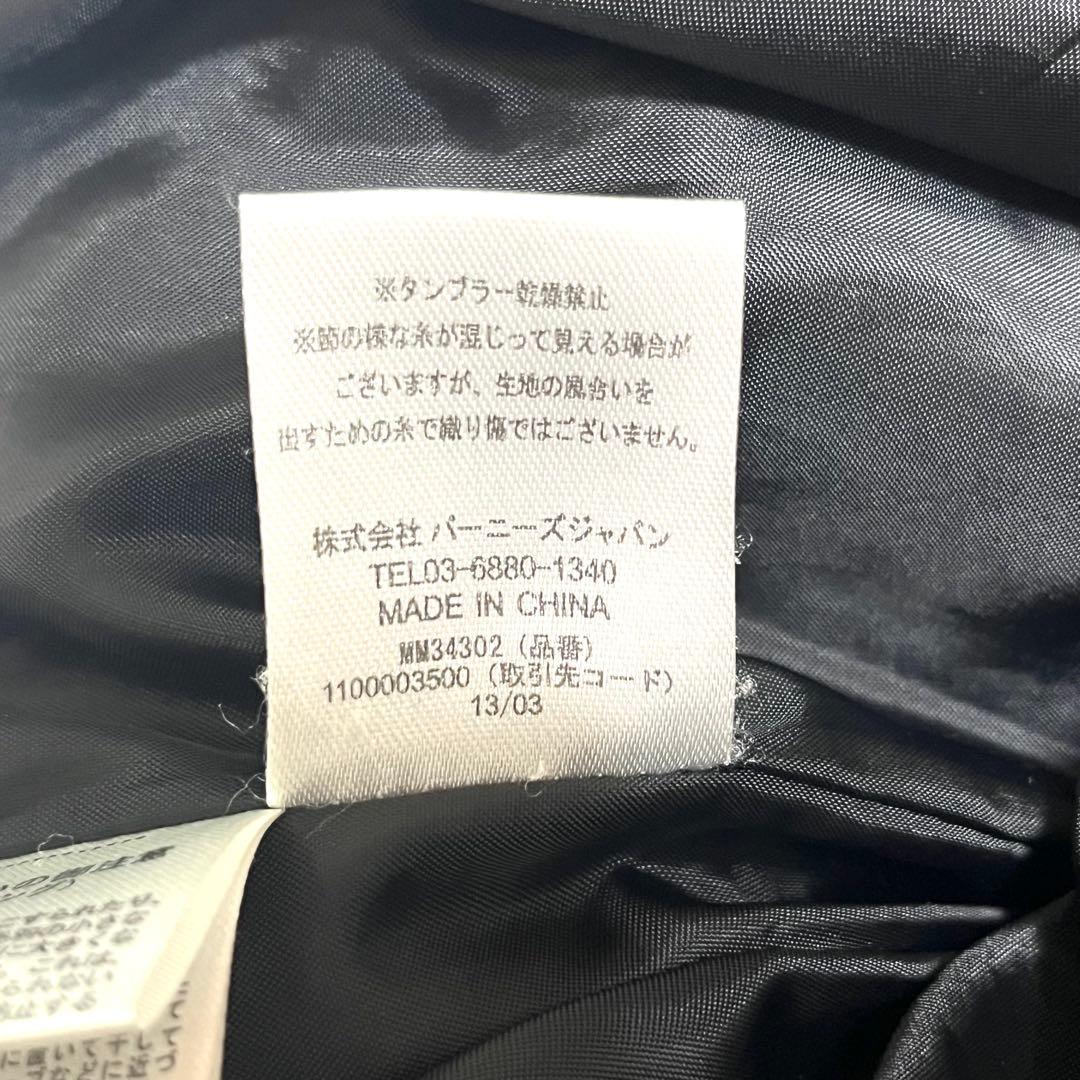 ※タンブラー乾燥禁止
※節の様な糸が混じって見える場合が
ございますが、生地の風合いを
出すための糸で織り傷ではございません。
株式会社 バーニーズジャパン
TEL03-6880-1340
MADE IN CHINA
MM34302 (品番)
1100003500 (取引先コード)
13/03